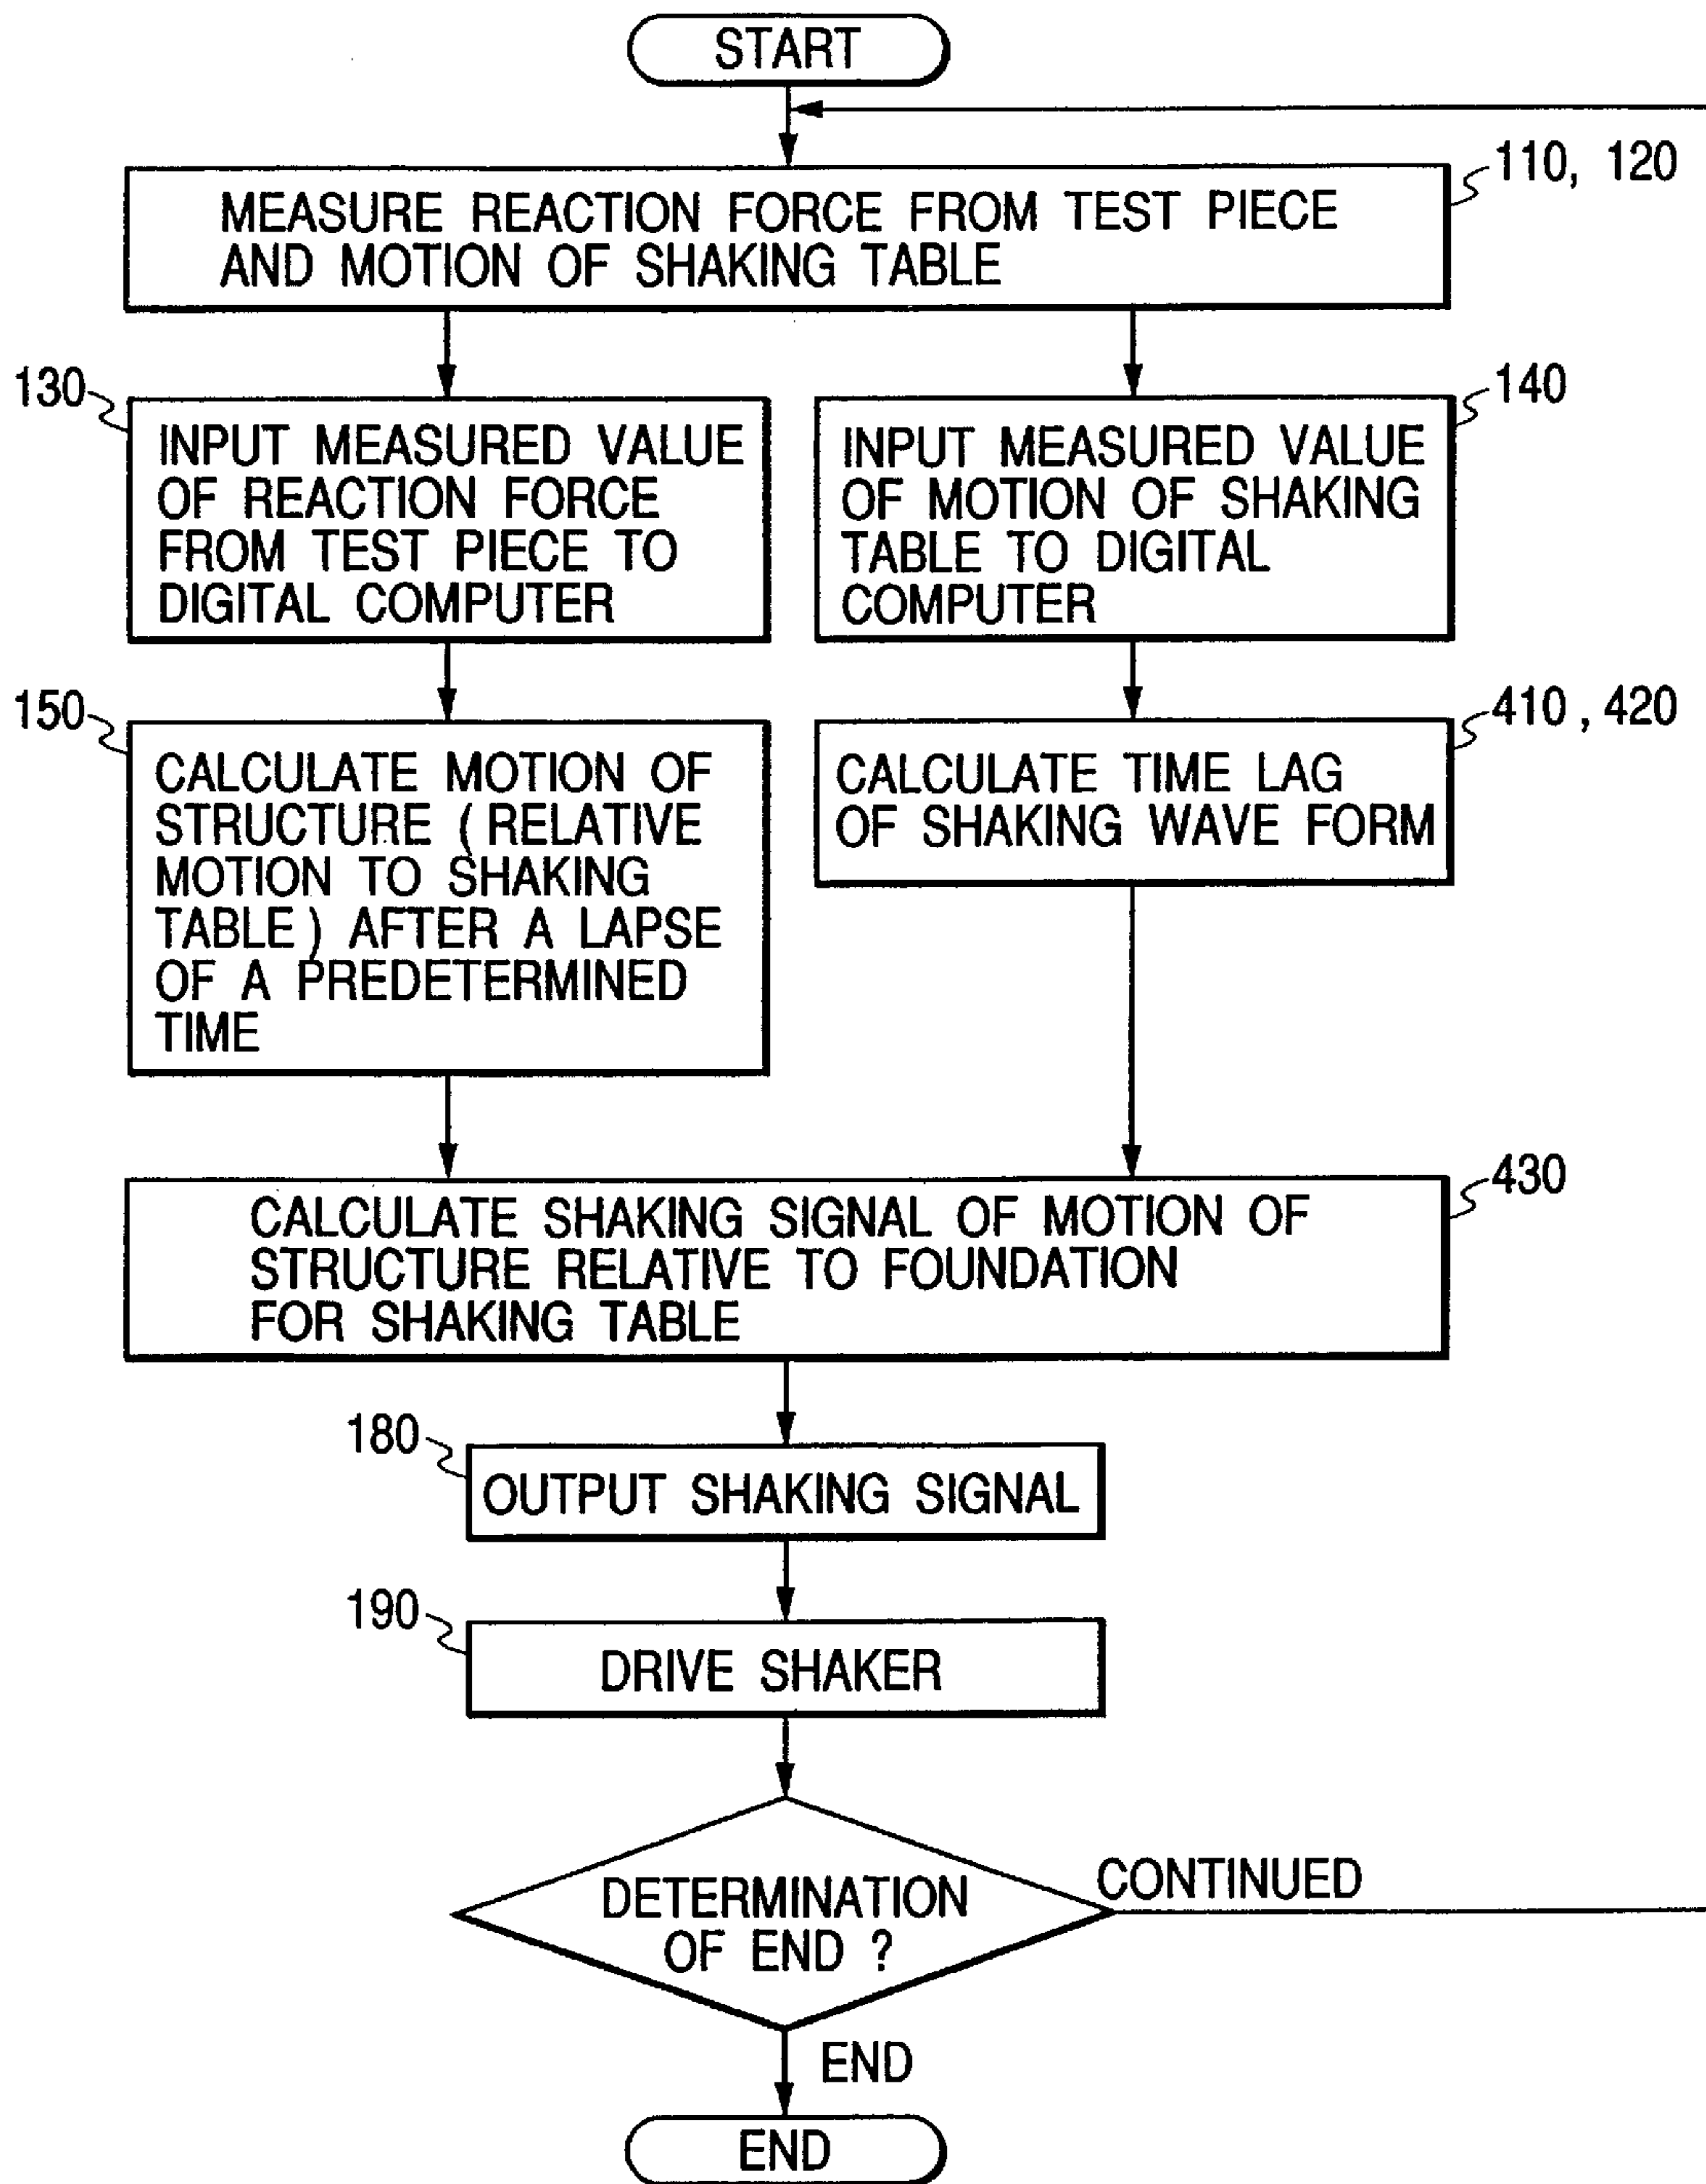 START
110, 120
MEASURE REACTION FORCE FROM TEST PIECE
AND MOTION OF SHAKING TABLE
130
INPUT MEASURED VALUE
OF REACTION FORCE
FROM TEST PIECE TO
DIGITAL COMPUTER
140
INPUT MEASURED VALUE
OF MOTION OF SHAKING
TABLE TO DIGITAL
COMPUTER
150
CALCULATE MOTION OF
STRUCTURE (RELATIVE
MOTION TO SHAKING
TABLE) AFTER A LAPSE
OF A PREDETERMINED
TIME
410, 420
CALCULATE TIME LAG
OF SHAKING WAVE FORM
430
CALCULATE SHAKING SIGNAL OF MOTION OF
STRUCTURE RELATIVE TO FOUNDATION
FOR SHAKING TABLE
180
OUTPUT SHAKING SIGNAL
190
DRIVE SHAKER
DETERMINATION
OF END ?
CONTINUED
END
END